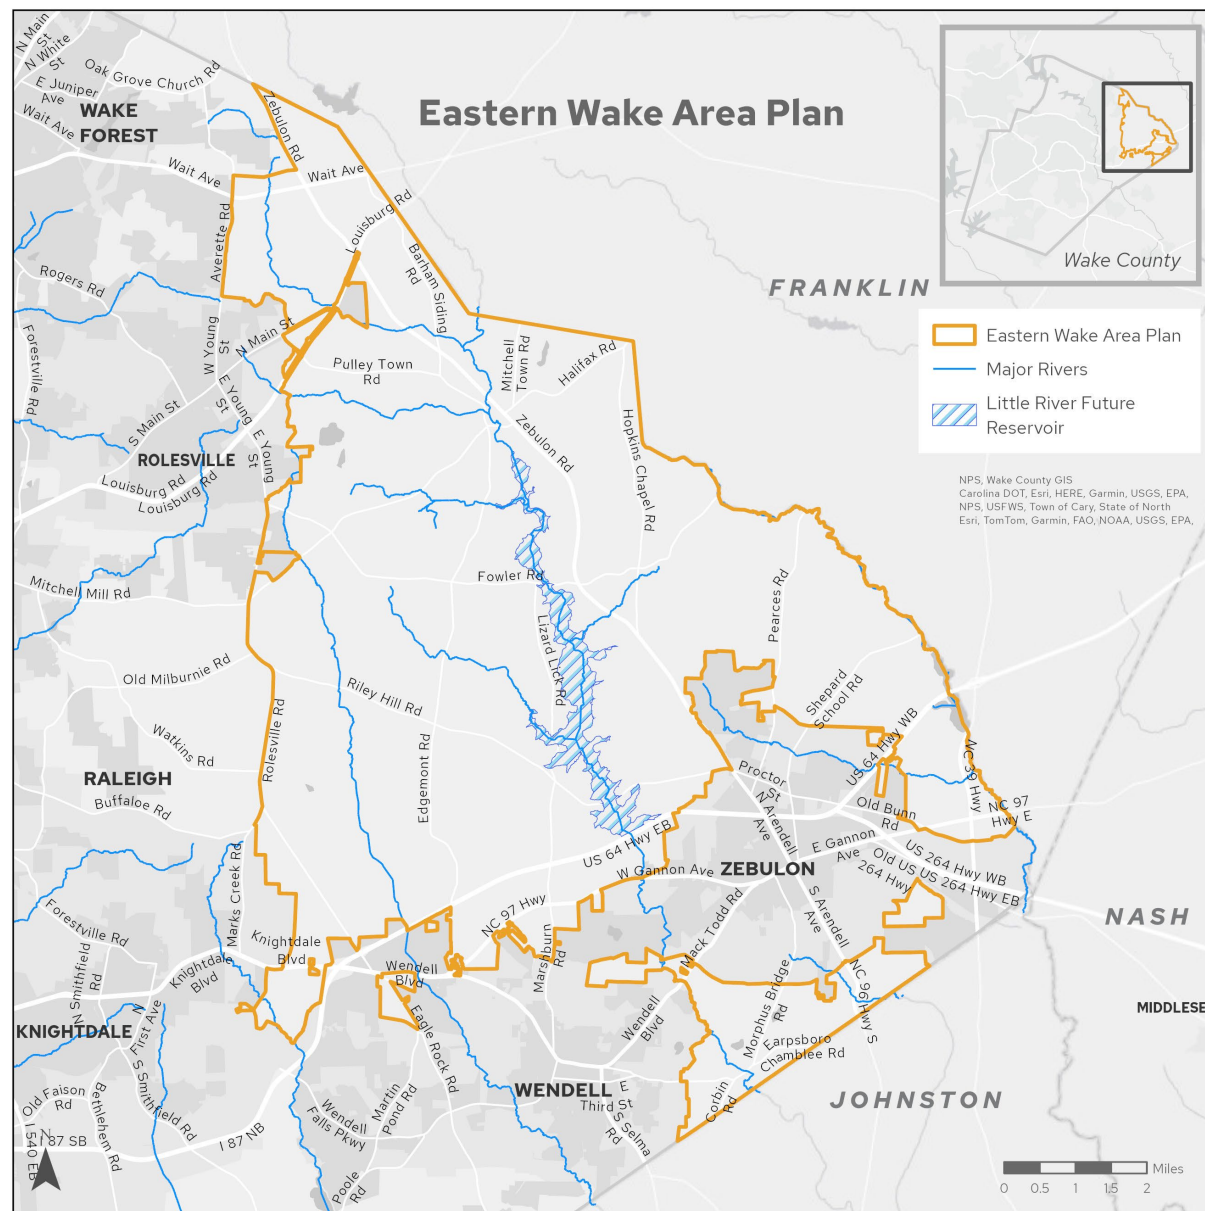 Eastern Wake Area Plan
Wake County
Eastern Wake Area Plan
Major Rivers
Little River Future
Reservoir
NPS, Wake County GIS
Carolina DOT, Esri, HERE, Garmin, USGS, EPA,
NPS, USFWS, Town of Cary, State of North
Esri, TomTom, Garmin, FAO, NOAA, USGS, EPA,
N Main
St
N White
St
Oak Grove Church Rd
E Juniper
Ave
WAKE
FOREST
Wait Ave
Zebulon Rd
Wait Ave
Wait Ave
Louisburg Rd
Averette Rd
Barham Siding
Rd
FRANKLIN
Rogers Rd
Forestville Rd
W Young
St
N Main St
Pulley Town
Rd
Mitchell
Town Rd
Halifax Rd
E Young
St
S Main St
E Young
St
Zebulon Rd
Hopkins Chapel Rd
ROLESVILLE
Louisburg Rd
Louisburg Rd
Mitchell Mill Rd
Fowler Rd
Pearces Rd
Lizard Lick Rd
Old Milburnie Rd
Riley Hill Rd
Shepard
School Rd
Rolesville Rd
Watkins Rd
Edgemont Rd
US 64 Hwy WB
NC 39 Hwy
RALEIGH
Buffaloe Rd
Proctor
St
N Arendell
Ave
Old Bunn
Rd
NC 97
Hwy E
US 64 Hwy EB
E Gannon
Ave
US 264 Hwy WB
Old US
264 Hwy
US 264 Hwy EB
W Gannon Ave
ZEBULON
Marks Creek Rd
NC 97 Hwy
Mack Todd Rd
S Arendell
Ave
NASH
Forestville Rd
N Smithfield
Rd
Knightdale
Blvd
Knightdale
Blvd
Wendell
Blvd
Marshburn
Rd
Wendell
Blvd
Morphus Bridge
Rd
NC 96 Hwy S
MIDDLESE
KNIGHTDALE
N
First Ave
Eagle Rock Rd
Earpsboro
Chamblee Rd
S Smithfield Rd
WENDELL
E
Third St
Corbin
Rd
JOHNSTON
Old Faison
Rd
Bethlehem Rd
Martin
Pond Rd
Wendell
Falls Pkwy
S Selma
Rd
I 87 SB
I 540 EB
I 87 NB
Poole
Rd
N
Miles
0 0.5 1 1.5 2